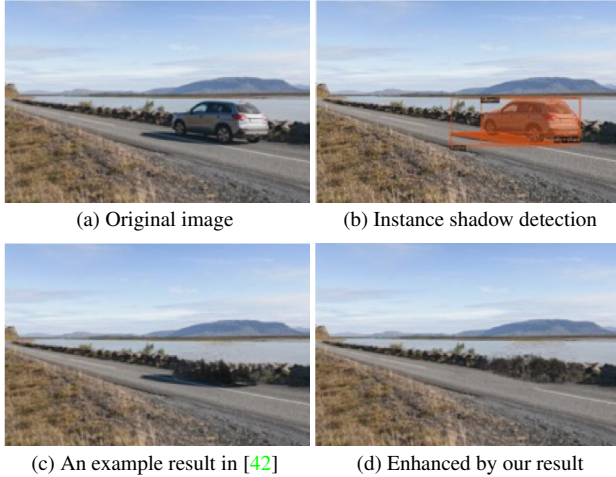 (a) Original image
(b) Instance shadow detection
(c) An example result in [42]
(d) Enhanced by our result